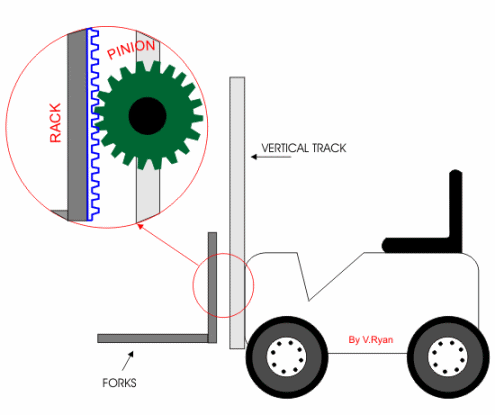 PINION
RACK
VERTICAL TRACK
By V.Ryan
FORKS